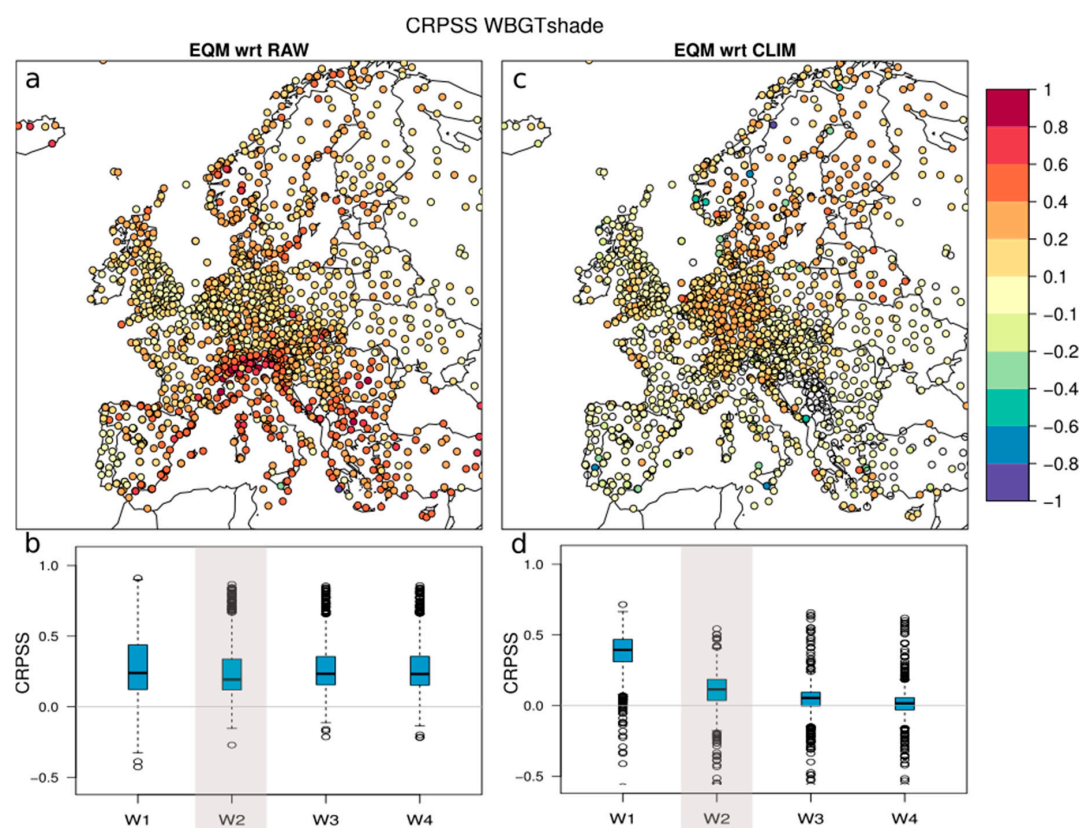 CRPSS WBGTshade
EQM wrt RAW
EQM wrt CLIM
a
c
1
0.8
0.6
0.4
0.2
0.1
−0.1
−0.2
−0.4
−0.6
−0.8
−1
b
d
CRPSS
1.0
0.5
0.0
−0.5
W1 W2 W3 W4
CRPSS
1.0
0.5
0.0
−0.5
W1 W2 W3 W4